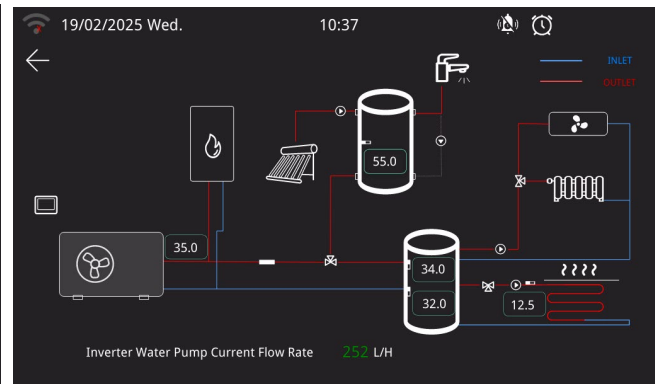 19/02/2025 Wed. 10:37
INLET
OUTLET
55.0
35.0
34.0
32.0
12.5
Inverter Water Pump Current Flow Rate 252 L/H